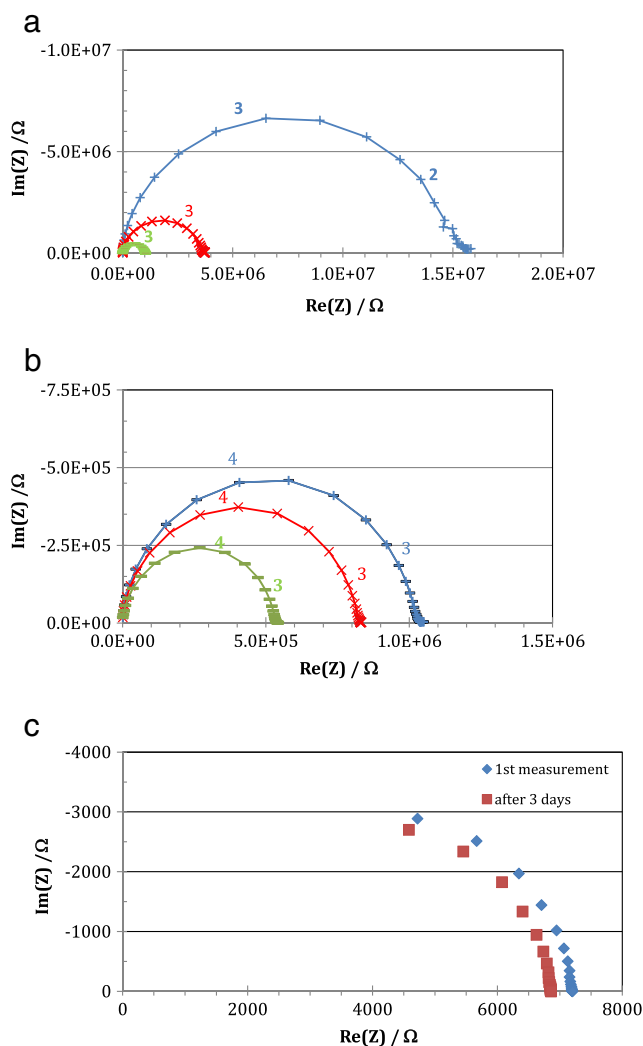 a
-1.0E+07
3
-5.0E+06
2
3
3
0.0E+00
Im(Z) /Ω
0.0E+00 5.0E+06 1.0E+07 1.5E+07 2.0E+07
Re(Z) / Ω
b
-7.5E+05
4
-5.0E+05
4
4
3
-2.5E+05
3
3
0.0E+00
Im(Z) /Ω
0.0E+00 5.0E+05 1.0E+06 1.5E+06
Re(Z) / Ω
c
-4000
1st measurement
after 3 days
-3000
-2000
-1000
0
Im(Z) /Ω
0 2000 4000 6000 8000
Re(Z) / Ω